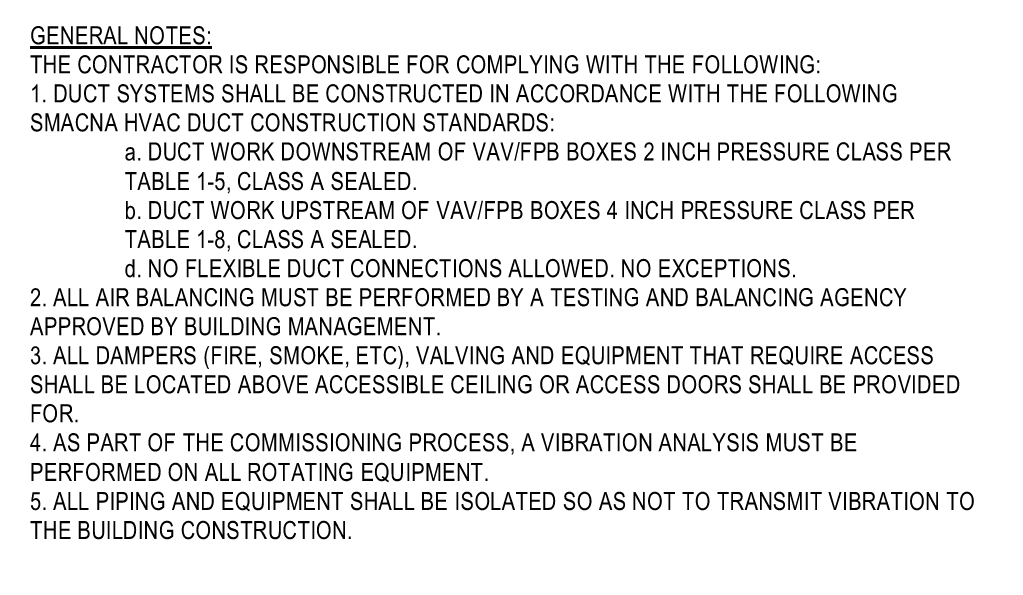 GENERAL NOTES:
THE CONTRACTOR IS RESPONSIBLE FOR COMPLYING WITH THE FOLLOWING:
1. DUCT SYSTEMS SHALL BE CONSTRUCTED IN ACCORDANCE WITH THE FOLLOWING
SMACNA HVAC DUCT CONSTRUCTION STANDARDS:
a. DUCT WORK DOWNSTREAM OF VAV/FPB BOXES 2 INCH PRESSURE CLASS PER
TABLE 1-5, CLASS A SEALED.
b. DUCT WORK UPSTREAM OF VAV/FPB BOXES 4 INCH PRESSURE CLASS PER
TABLE 1-8, CLASS A SEALED.
d. NO FLEXIBLE DUCT CONNECTIONS ALLOWED. NO EXCEPTIONS.
2. ALL AIR BALANCING MUST BE PERFORMED BY A TESTING AND BALANCING AGENCY
APPROVED BY BUILDING MANAGEMENT.
3. ALL DAMPERS (FIRE, SMOKE, ETC), VALVING AND EQUIPMENT THAT REQUIRE ACCESS
SHALL BE LOCATED ABOVE ACCESSIBLE CEILING OR ACCESS DOORS SHALL BE PROVIDED
FOR.
4. AS PART OF THE COMMISSIONING PROCESS, A VIBRATION ANALYSIS MUST BE
PERFORMED ON ALL ROTATING EQUIPMENT.
5. ALL PIPING AND EQUIPMENT SHALL BE ISOLATED SO AS NOT TO TRANSMIT VIBRATION TO
THE BUILDING CONSTRUCTION.